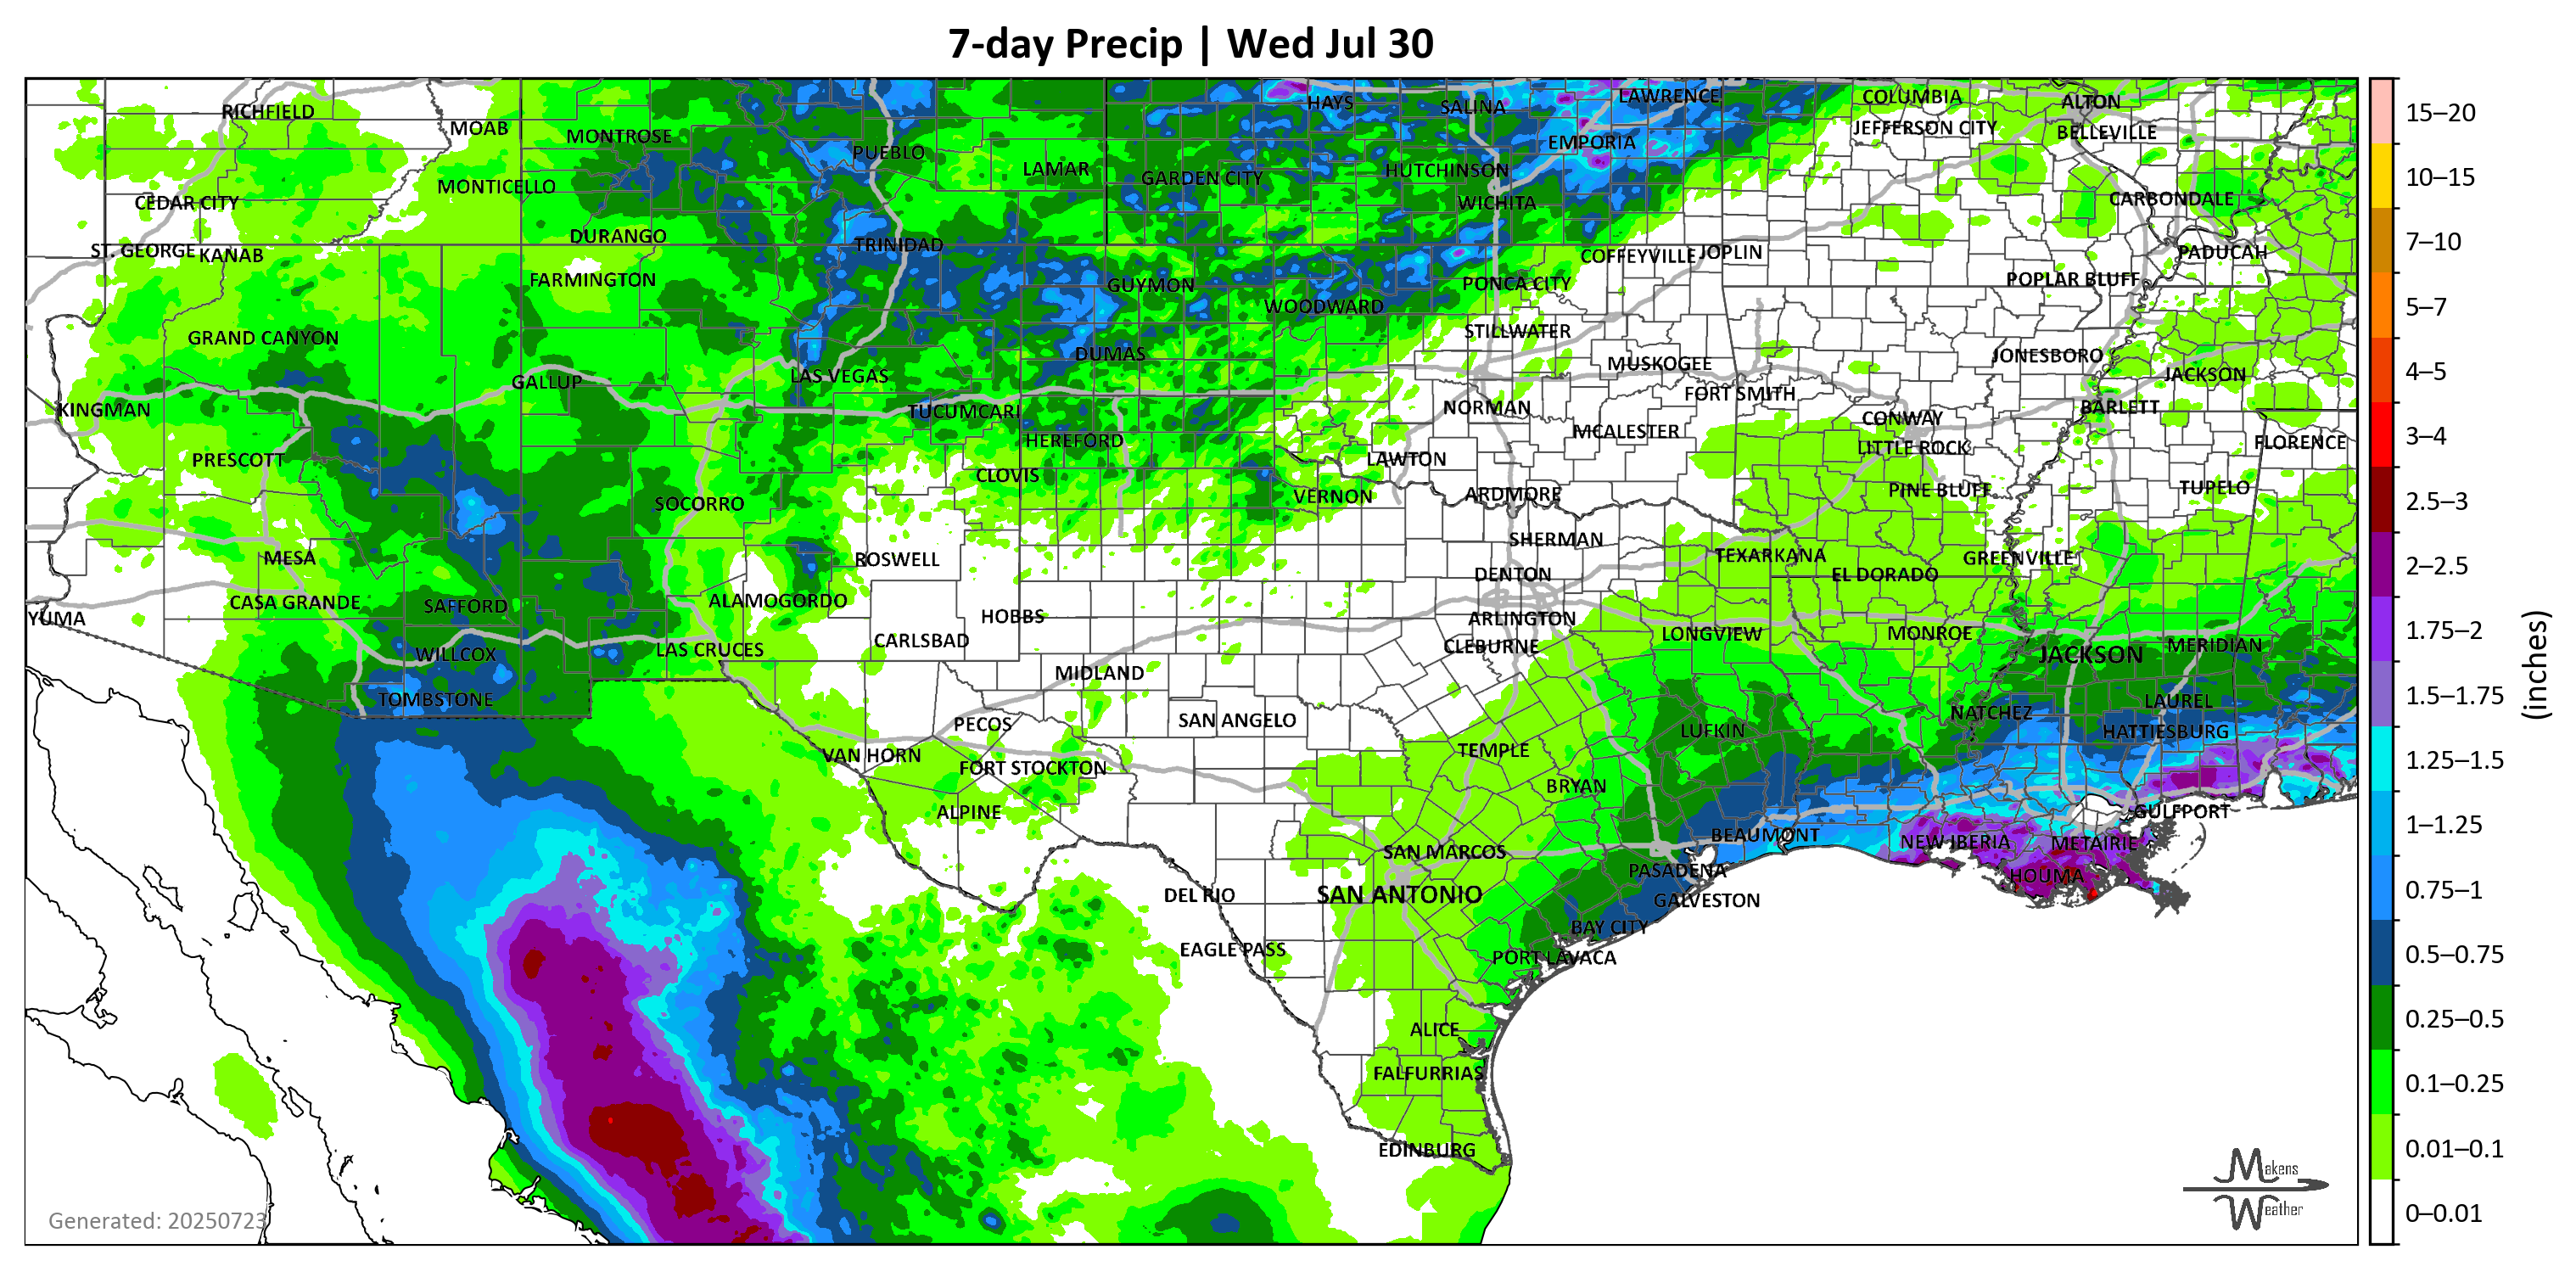 7-day Precip | Wed Jul 30
RICHFIELD
MOAB
MONTROSE
PUEBLO
LAMAR
HAYS
SALINA
LAWRENCE
COLUMBIA
ALTON
JEFFERSON CITY
BELLEVILLE
EMPORIA
MONTICELLO
GARDEN CITY
HUTCHINSON
CEDAR CITY
WICHITA
CARBONDALE
ST. GEORGE
KANAB
DURANGO
TRINIDAD
COFFEYVILLE
JOPLIN
PADUCAH
FARMINGTON
GUYMON
WOODWARD
PONCA CITY
POPLAR BLUFF
GRAND CANYON
DUMAS
STILLWATER
MUSKOGEE
JONESBORO
GALLUP
LAS VEGAS
FORT SMITH
JACKSON
KINGMAN
TUCUMCARI
NORMAN
CONWAY
BARLETT
HEREFORD
MCALESTER
LITTLE ROCK
FLORENCE
PRESCOTT
CLOVIS
LAWTON
SOCORRO
VERNON
ARDMORE
PINE BLUFF
TUPELO
MESA
ROSWELL
SHERMAN
TEXARKANA
GREENVILLE
DENTON
EL DORADO
YUMA
CASA GRANDE
SAFFORD
ALAMOGORDO
HOBBS
ARLINGTON
CARLSBAD
CLEBURNE
LONGVIEW
MONROE
WILLCOX
LAS CRUCES
JACKSON
MERIDIAN
MIDLAND
TOMBSTONE
PECOS
SAN ANGELO
NATCHEZ
LAUREL
VAN HORN
FORT STOCKTON
TEMPLE
LUFKIN
HATTIESBURG
ALPINE
BRYAN
GULFPORT
SAN MARCOS
BEAUMONT
NEW IBERIA
METAIRIE
DEL RIO
SAN ANTONIO
PASADENA
GALVESTON
HOUMA
EAGLE PASS
BAY CITY
PORT LAVACA
ALICE
FALFURRIAS
EDINBURG
Generated: 20250723
Makens
Weather
15–20
10–15
7–10
5–7
4–5
3–4
2.5–3
2–2.5
1.75–2
1.5–1.75
1.25–1.5
1–1.25
0.75–1
0.5–0.75
0.25–0.5
0.1–0.25
0.01–0.1
0–0.01
(inches)